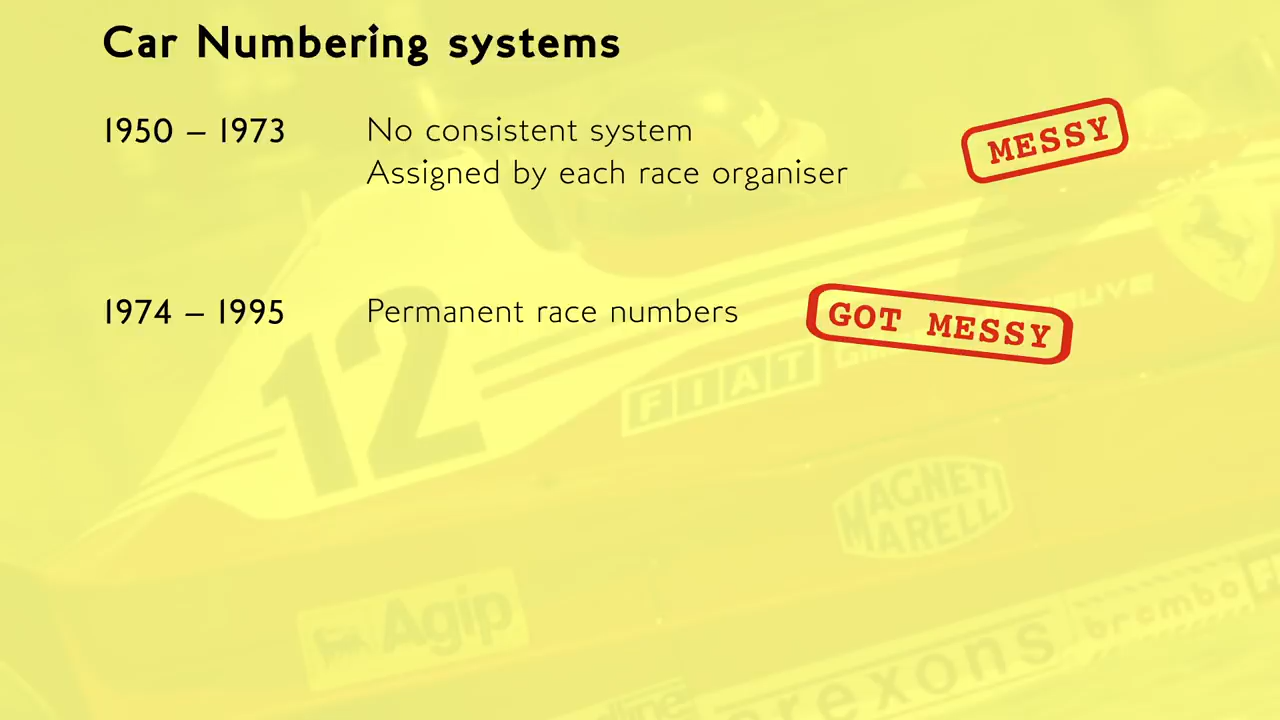 Car Numbering systems
1950 – 1973
No consistent system
Assigned by each race organiser
MESSY
1974 – 1995
Permanent race numbers
GOT MESSY
12
FIAT
MAGNETI
MARELLI
Agip
brembo
rexons